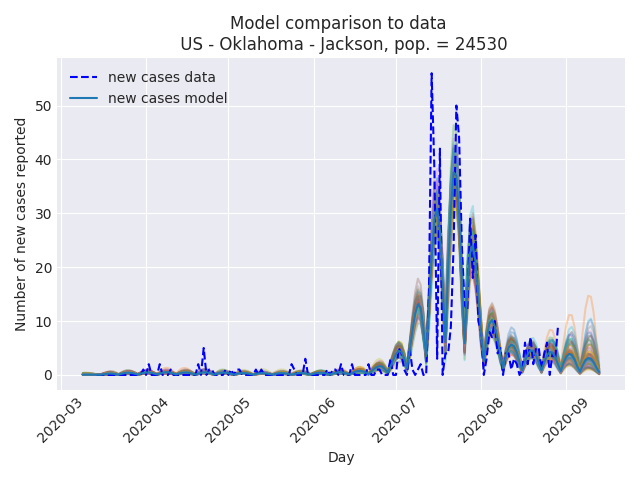 Model comparison to data
US - Oklahoma - Jackson, pop. = 24530
new cases data
new cases model
Number of new cases reported
50
40
30
20
10
0
2020-03
2020-04
2020-05
2020-06
2020-07
2020-08
2020-09
Day